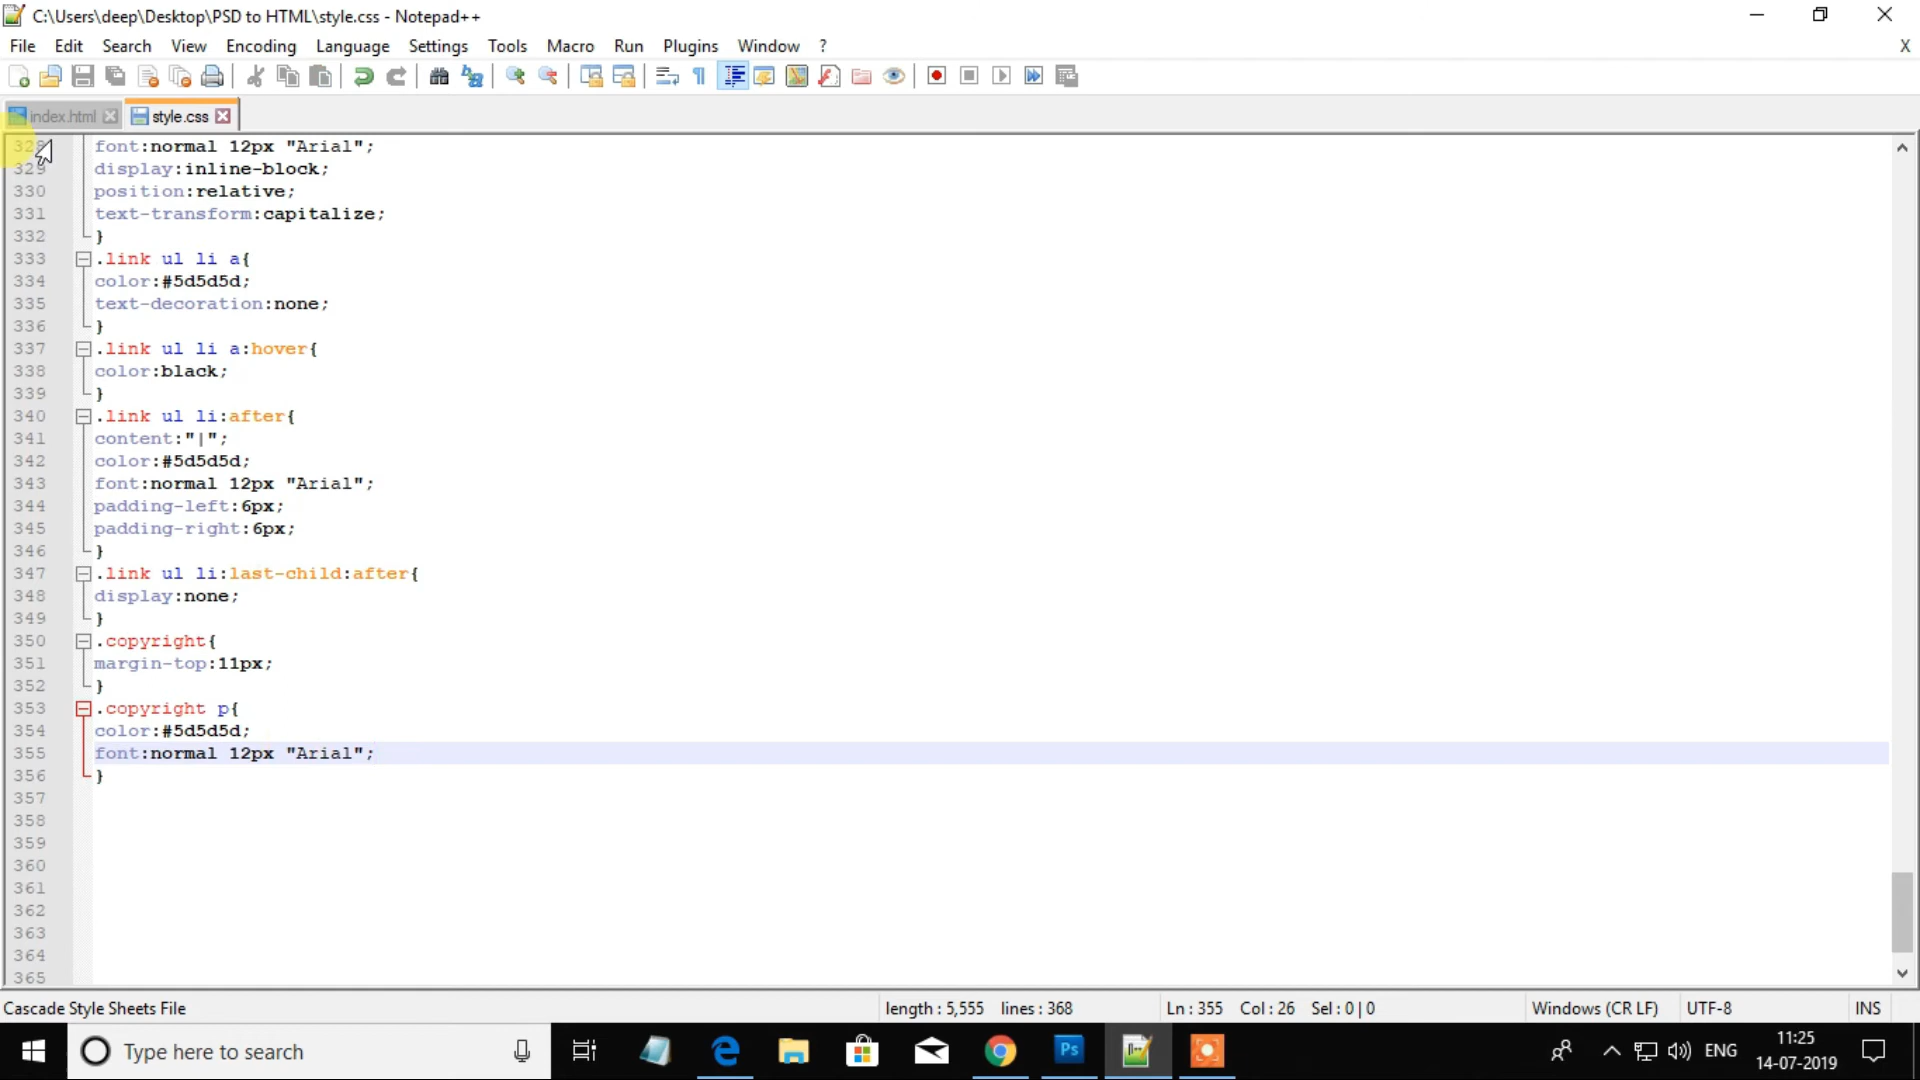 C:\Users\deep\Desktop\PSD to HTML\style.css - Notepad++
File Edit Search View Encoding Language Settings Tools Macro Run Plugins Window ? X
index.html style.css
328 font:normal 12px "Arial";
329 display:inline-block;
330 position:relative;
331 text-transform:capitalize;
332 }
333 .link ul li a{
334 color:#5d5d5d;
335 text-decoration:none;
336 }
337 .link ul li a:hover{
338 color:black;
339 }
340 .link ul li:after{
341 content:"|";
342 color:#5d5d5d;
343 font:normal 12px "Arial";
344 padding-left:6px;
345 padding-right:6px;
346 }
347 .link ul li:last-child:after{
348 display:none;
349 }
350 .copyright{
351 margin-top:11px;
352 }
353 .copyright p{
354 color:#5d5d5d;
355 font:normal 12px "Arial";
356 }
357
358
359
360
361
362
363
364
365
Cascade Style Sheets File length : 5,555 lines : 368 Ln : 355 Col : 26 Sel : 0 | 0 Windows (CR LF) UTF-8 INS
Type here to search Ps ENG 11:25
14-07-2019